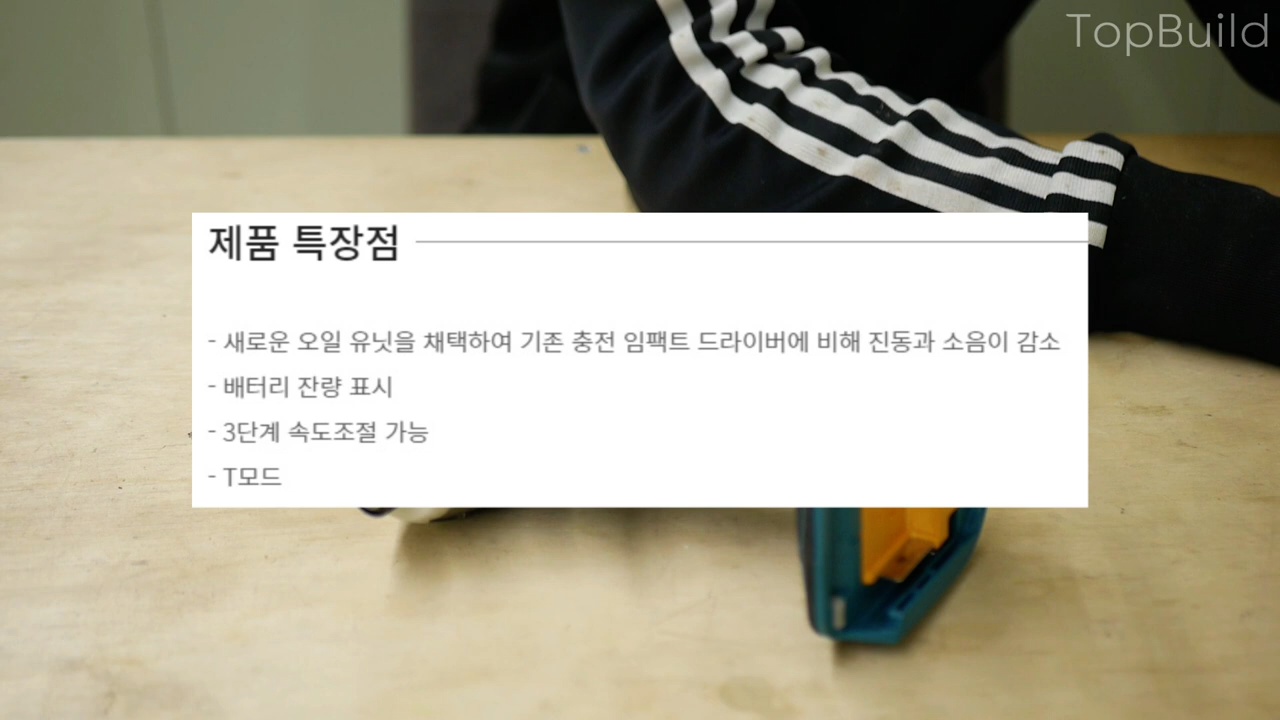 TopBuild
제품 특장점
- 새로운 오일 유닛을 채택하여 기존 충전 임팩트 드라이버에 비해 진동과 소음이 감소
- 배터리 잔량 표시
- 3단계 속도조절 가능
- T모드